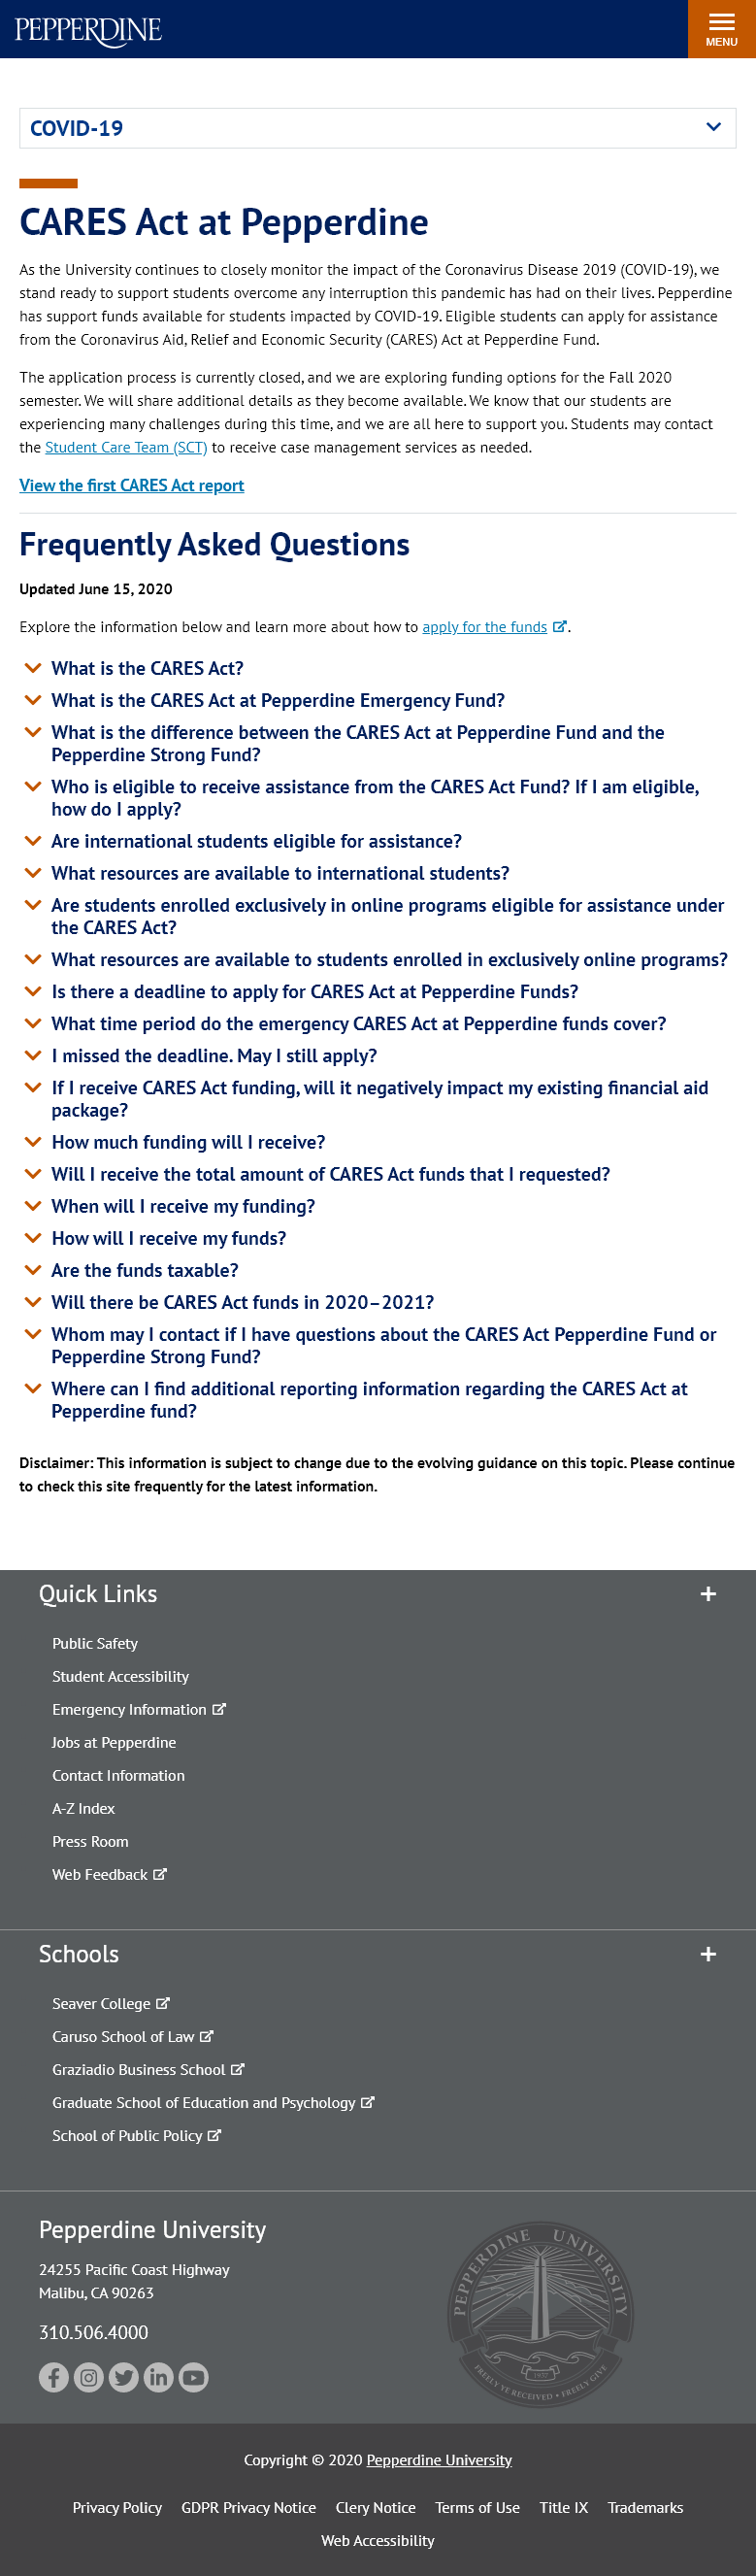 PEPPERDINE
MENU
COVID-19
CARES Act at Pepperdine
As the University continues to closely monitor the impact of the Coronavirus Disease 2019 (COVID-19), we
stand ready to support students overcome any interruption this pandemic has had on their lives. Pepperdine
has support funds available for students impacted by COVID-19. Eligible students can apply for assistance
from the Coronavirus Aid, Relief and Economic Security (CARES) Act at Pepperdine Fund.
The application process is currently closed, and we are exploring funding options for the Fall 2020
semester. We will share additional details as they become available. We know that our students are
experiencing many challenges during this time, and we are all here to support you. Students may contact
the Student Care Team (SCT) to receive case management services as needed.
View the first CARES Act report
Frequently Asked Questions
Updated June 15, 2020
Explore the information below and learn more about how to apply for the funds.
What is the CARES Act?
What is the CARES Act at Pepperdine Emergency Fund?
What is the difference between the CARES Act at Pepperdine Fund and the
Pepperdine Strong Fund?
Who is eligible to receive assistance from the CARES Act Fund? If I am eligible,
how do I apply?
Are international students eligible for assistance?
What resources are available to international students?
Are students enrolled exclusively in online programs eligible for assistance under
the CARES Act?
What resources are available to students enrolled in exclusively online programs?
Is there a deadline to apply for CARES Act at Pepperdine Funds?
What time period do the emergency CARES Act at Pepperdine funds cover?
I missed the deadline. May I still apply?
If I receive CARES Act funding, will it negatively impact my existing financial aid
package?
How much funding will I receive?
Will I receive the total amount of CARES Act funds that I requested?
When will I receive my funding?
How will I receive my funds?
Are the funds taxable?
Will there be CARES Act funds in 2020–2021?
Whom may I contact if I have questions about the CARES Act Pepperdine Fund or
Pepperdine Strong Fund?
Where can I find additional reporting information regarding the CARES Act at
Pepperdine fund?
Disclaimer: This information is subject to change due to the evolving guidance on this topic. Please continue
to check this site frequently for the latest information.
Quick Links
Public Safety
Student Accessibility
Emergency Information
Jobs at Pepperdine
Contact Information
A-Z Index
Press Room
Web Feedback
Schools
Seaver College
Caruso School of Law
Graziadio Business School
Graduate School of Education and Psychology
School of Public Policy
Pepperdine University
24255 Pacific Coast Highway
Malibu, CA 90263
310.506.4000
PEPPERDINE UNIVERSITY
1937
FREELY YE RECEIVED • FREELY GIVE
Copyright © 2020 Pepperdine University
Privacy Policy GDPR Privacy Notice Clery Notice Terms of Use Title IX Trademarks
Web Accessibility